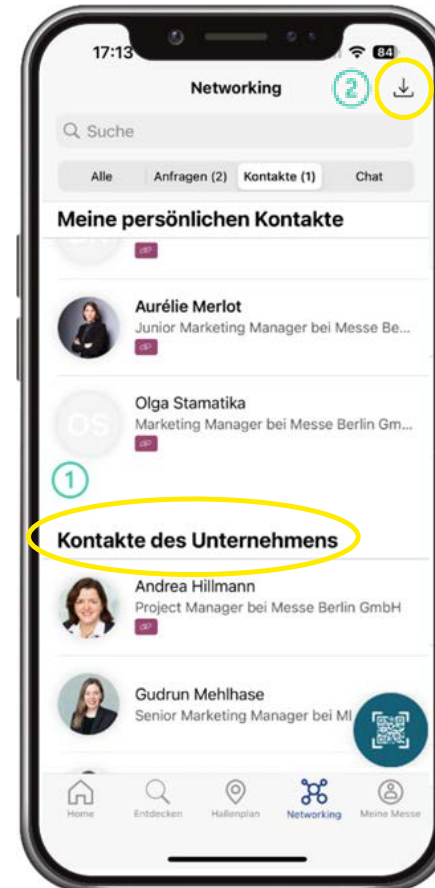 17:13
84
Networking
2
Suche
Alle
Anfragen (2)
Kontakte (1)
Chat
Meine persönlichen Kontakte
Aurélie Merlot
Junior Marketing Manager bei Messe Be...
OS
Olga Stamatika
Marketing Manager bei Messe Berlin Gm...
1
Kontakte des Unternehmens
Andrea Hillmann
Project Manager bei Messe Berlin GmbH
Gudrun Mehlhase
Senior Marketing Manager bei
Home
Entdecken
Hallenplan
Networking
Meine Messe